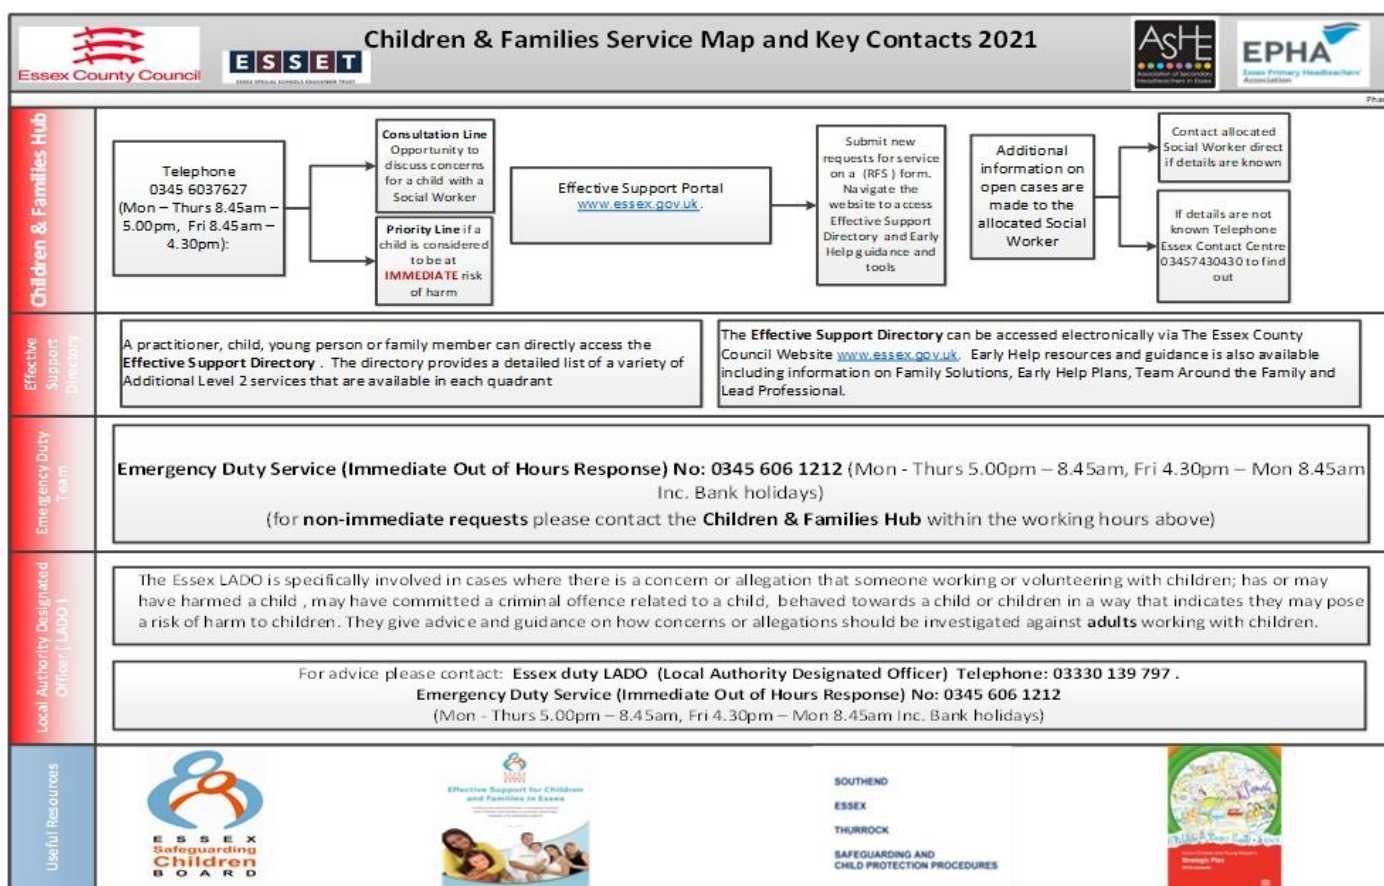 Children & Families Service Map and Key Contacts 2021
Essex County Council
ESSET
ESSEX SPECIAL SCHOOLS EDUCATION TRUST
ASHE
Association of Secondary
Headteachers in Essex
EPHA
Essex Primary Headteachers'
Association
Children & Families Hub
Telephone
0345 6037627
(Mon – Thurs 8.45am –
5.00pm, Fri 8.45am –
4.30pm):
Consultation Line
Opportunity to
discuss concerns
for a child with a
Social Worker
Priority Line if a
child is considered
to be at
IMMEDIATE risk
of harm
Effective Support Portal
www.essex.gov.uk .
Submit new
requests for service
on a (RFS ) form.
Navigate the
website to access
Effective Support
Directory and Early
Help guidance and
tools
Additional
information on
open cases are
made to the
allocated Social
Worker
Contact allocated
Social Worker direct
if details are known
If details are not
known Telephone
Essex Contact Centre
03457430430 to find
out
Effective
Support
Directory
A practitioner, child, young person or family member can directly access the
Effective Support Directory . The directory provides a detailed list of a variety of
Additional Level 2 services that are available in each quadrant
The Effective Support Directory can be accessed electronically via The Essex County
Council Website www.essex.gov.uk. Early Help resources and guidance is also available
including information on Family Solutions, Early Help Plans, Team Around the Family and
Lead Professional.
Emergency Duty
Team
Emergency Duty Service (Immediate Out of Hours Response) No: 0345 606 1212 (Mon - Thurs 5.00pm – 8.45am, Fri 4.30pm – Mon 8.45am
Inc. Bank holidays)
(for non-immediate requests please contact the Children & Families Hub within the working hours above)
Local Authority Designated
Officer ( LADO )
The Essex LADO is specifically involved in cases where there is a concern or allegation that someone working or volunteering with children; has or may
have harmed a child , may have committed a criminal offence related to a child, behaved towards a child or children in a way that indicates they may pose
a risk of harm to children. They give advice and guidance on how concerns or allegations should be investigated against adults working with children.
For advice please contact: Essex duty LADO (Local Authority Designated Officer) Telephone: 03330 139 797 .
Emergency Duty Service (Immediate Out of Hours Response) No: 0345 606 1212
(Mon - Thurs 5.00pm – 8.45am, Fri 4.30pm – Mon 8.45am Inc. Bank holidays)
Useful Resources
ESSEX
Safeguarding
Children
BOARD
Effective Support for Children
and Families in Essex
SOUTHEND
ESSEX
THURROCK
SAFEGUARDING AND
CHILD PROTECTION PROCEDURES
Strategic Plan